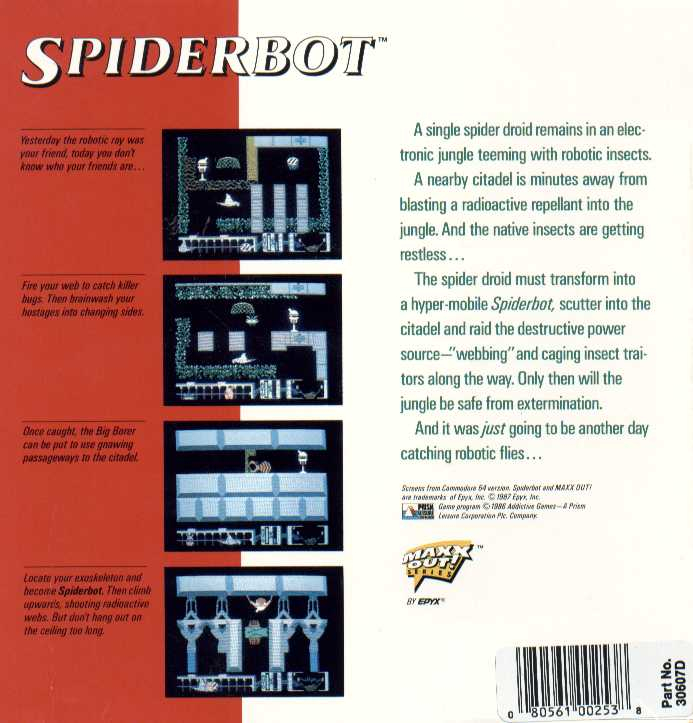 SPIDERBOT™
Yesterday the robotic ray was
your friend, today you don't
know who your friends are...
Fire your web to catch killer
bugs. Then brainwash your
hostages into changing sides.
Once caught, the Big Borer
can be put to use gnawing
passageways to the citadel.
Locate your exoskeleton and
become Spiderbot. Then climb
upwards, shooting radioactive
webs. But don't hang out on
the ceiling too long.
A single spider droid remains in an elec-
tronic jungle teeming with robotic insects.
A nearby citadel is minutes away from
blasting a radioactive repellant into the
jungle. And the native insects are getting
restless...
The spider droid must transform into
a hyper-mobile Spiderbot, scutter into the
citadel and raid the destructive power
source—"webbing" and caging insect trai-
tors along the way. Only then will the
jungle be safe from extermination.
And it was just going to be another day
catching robotic flies...
Screens from Commodore 64 version. Spiderbot and MAXX OUT!
are trademarks of Epyx, Inc. © 1987 Epyx, Inc.
PRISM LEISURE
Game program © 1986 Addictive Games—A Prism
Leisure Corporation Plc. Company.
MAXX OUT! SERIES™
BY EPYX®
0 80561 00253 8
Part No.
30607D